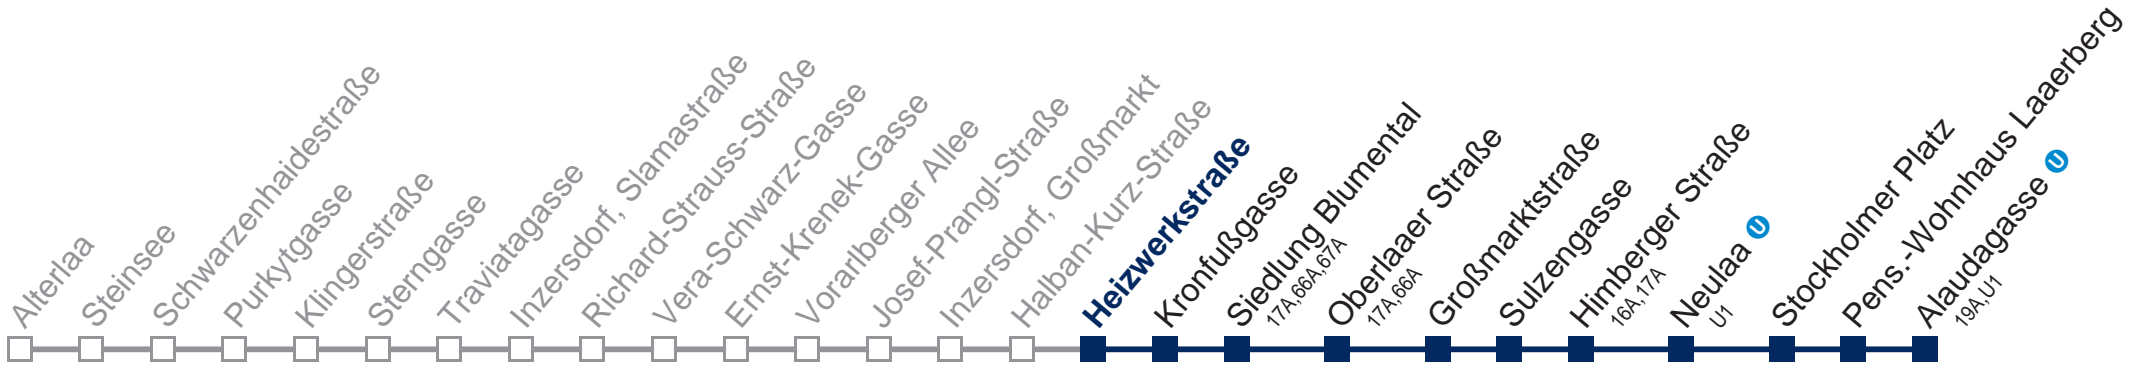 Alterlaa
Steinsee
Schwarzenhaidestraße
Purkytgasse
Klingerstraße
Sterngasse
Traviatagasse
Inzersdorf, Slamastraße
Richard-Strauss-Straße
Vera-Schwarz-Gasse
Ernst-Krenek-Gasse
Vorarlberger Allee
Josef-Prangl-Straße
Inzersdorf, Großmarkt
Halban-Kurz-Straße
Heizwerkstraße
Kronfußgasse
Siedlung Blumental
17A,66A,67A
Oberlaaer Straße
17A,66A
Großmarktstraße
Sulzengasse
Himberger Straße
16A,17A
Neulaa U
U1
Stockholmer Platz
Pens.-Wohnhaus Laaerberg
Alaudagasse U
19A,U1